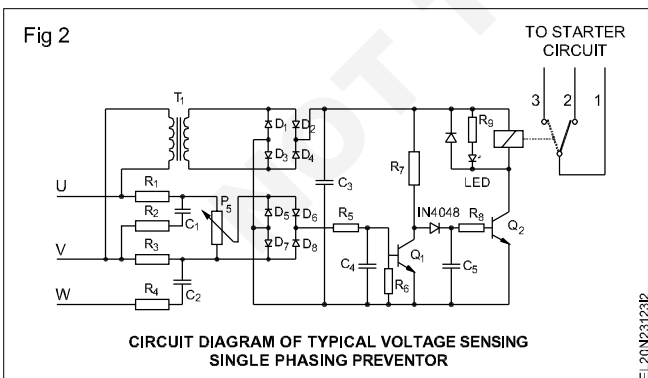 Fig 2
TO STARTER
CIRCUIT
3 2 1
T1
D1 D2
D3 D4
R9
LED
U
V
W
R1
R2
C1
R3
R4
C2
P5
D5 D6
D7 D8
C3
R5
C4
R6
R7
Q1
IN4048
C5
R8
Q2
CIRCUIT DIAGRAM OF TYPICAL VOLTAGE SENSING
SINGLE PHASING PREVENTOR
EL20N23123I2